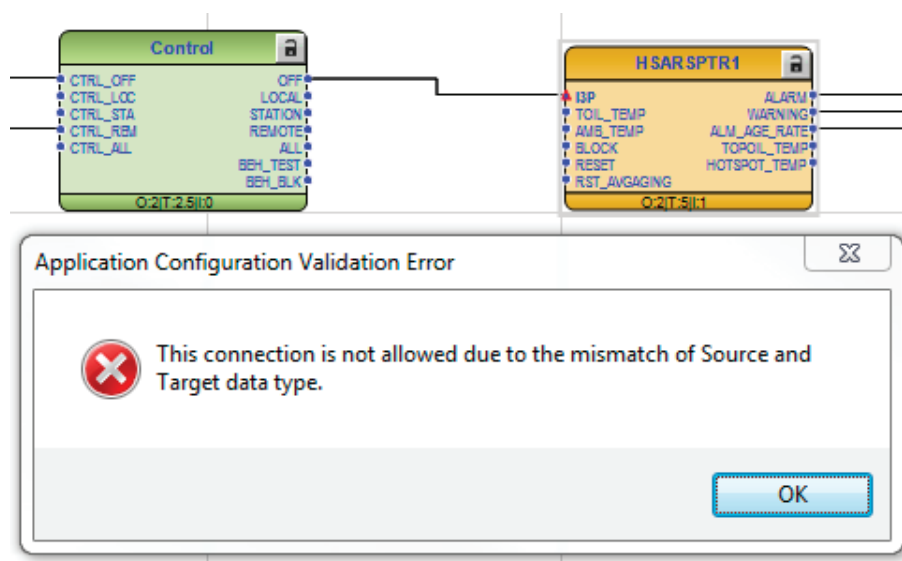 Control
CTRL_OFF
CTRL_LOC
CTRL_STA
CTRL_REM
CTRL_ALL
OFF
LOCAL
STATION
REMOTE
ALL
BEH_TEST
BEH_BLK
O:2|T:2.5|I:0
HSARSPTR1
I3P
TOIL_TEMP
AMB_TEMP
BLOCK
RESET
RST_AVGAGING
ALARM
WARNING
ALM_AGE_RATE
TOPOIL_TEMP
HOTSPOT_TEMP
O:2|T:5|I:1
Application Configuration Validation Error
This connection is not allowed due to the mismatch of Source and
Target data type.
OK